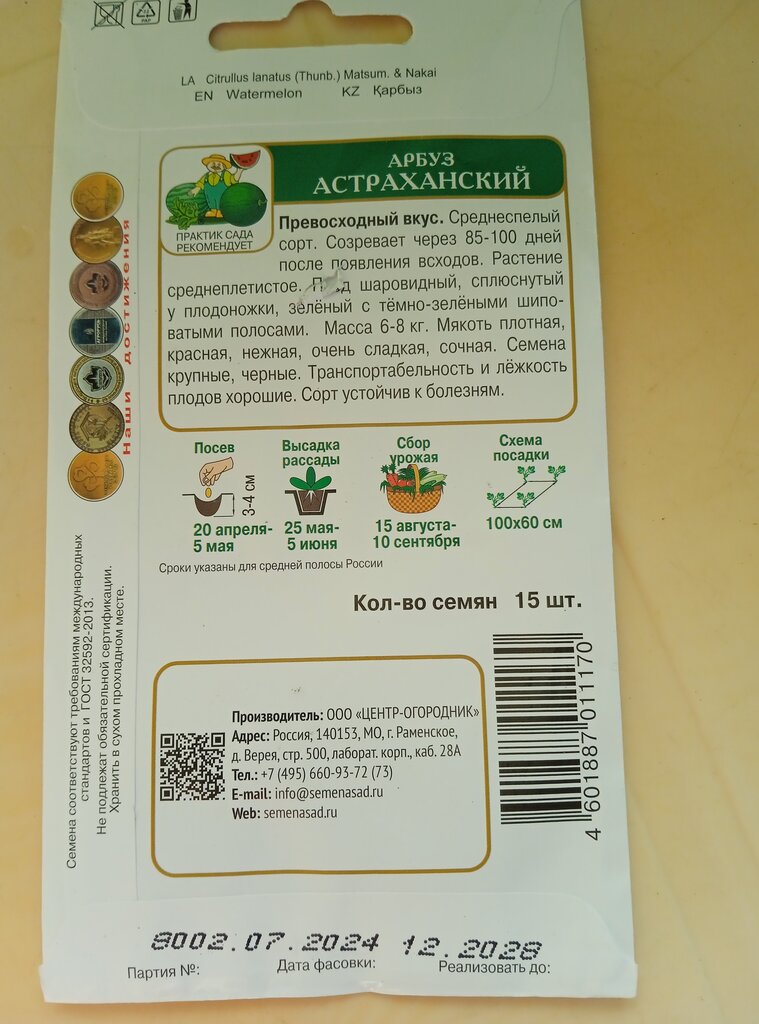 PAP
LA Citrullus lanatus (Thunb.) Matsum. & Nakai
EN Watermelon KZ Қарбыз
АРБУЗ
АСТРАХАНСКИЙ
ПРАКТИК САДА
РЕКОМЕНДУЕТ
Превосходный вкус. Среднеспелый
сорт. Созревает через 85-100 дней
после появления всходов. Растение
среднеплетистое. шаровидный, сплюснутый
у плодоножки, зелёный с тёмно-зелёными шипо-
ватыми полосами. Масса 6-8 кг. Мякоть плотная,
красная, нежная, очень сладкая, сочная. Семена
крупные, черные. Транспортабельность и лёжкость
плодов хорошие. Сорт устойчив к болезням.
Наши достижения
Посев
3-4 см
20 апреля-
5 мая
Высадка
рассады
25 мая-
5 июня
Сбор
урожая
15 августа-
10 сентября
Схема
посадки
100х60 см
Сроки указаны для средней полосы России
Кол-во семян 15 шт.
Семена соответствуют требованиям международных
стандартов и ГОСТ 32592-2013.
Не подлежат обязательной сертификации.
Хранить в сухом прохладном месте.
Производитель: ООО «ЦЕНТР-ОГОРОДНИК»
Адрес: Россия, 140153, МО, г. Раменское,
д. Верея, стр. 500, лаборат. корп., каб. 28А
Тел.: +7 (495) 660-93-72 (73)
E-mail: info@semenasad.ru
Web: semenasad.ru
4 601887 011170
8002.07.2024 12.2028
Партия №: Дата фасовки: Реализовать до: